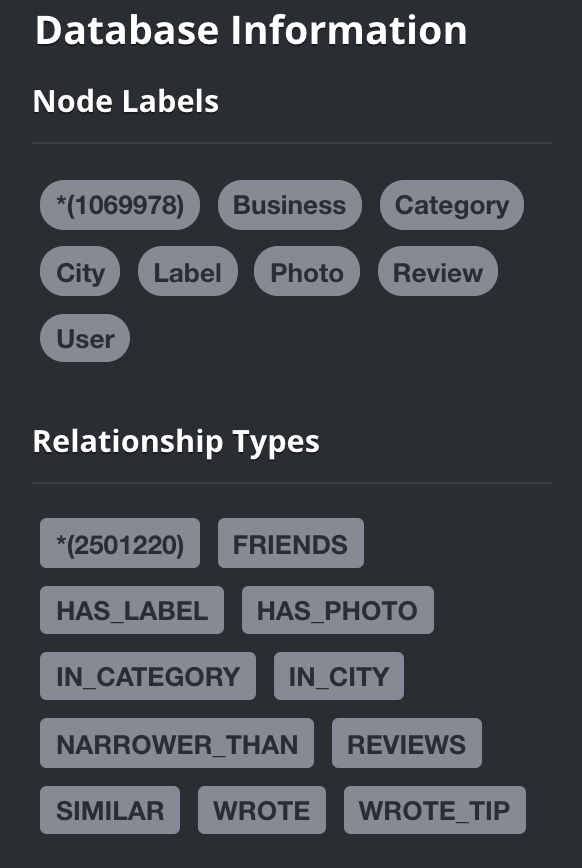 Database Information
Node Labels
*(1069978) Business Category
City Label Photo Review
User
Relationship Types
*(2501220) FRIENDS
HAS_LABEL HAS_PHOTO
IN_CATEGORY IN_CITY
NARROWER_THAN REVIEWS
SIMILAR WROTE WROTE_TIP